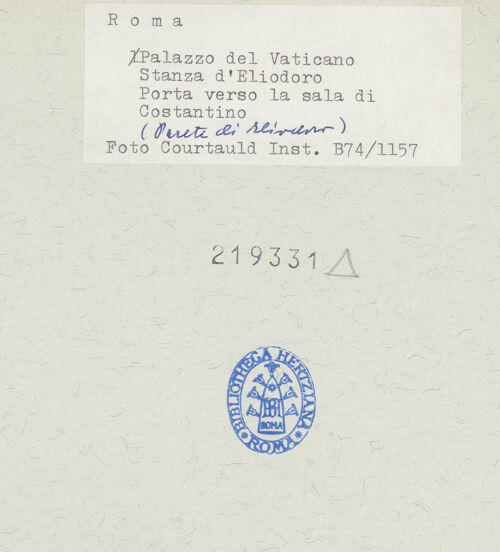 Roma
Palazzo del Vaticano
Stanza d'Eliodoro
Porta verso la sala di
Costantino
(Parete di Eliodoro)
Foto Courtauld Inst. B74/1157
219331
BIBLIOTHECA HERTZIANA
BH
ROMA
ROMA